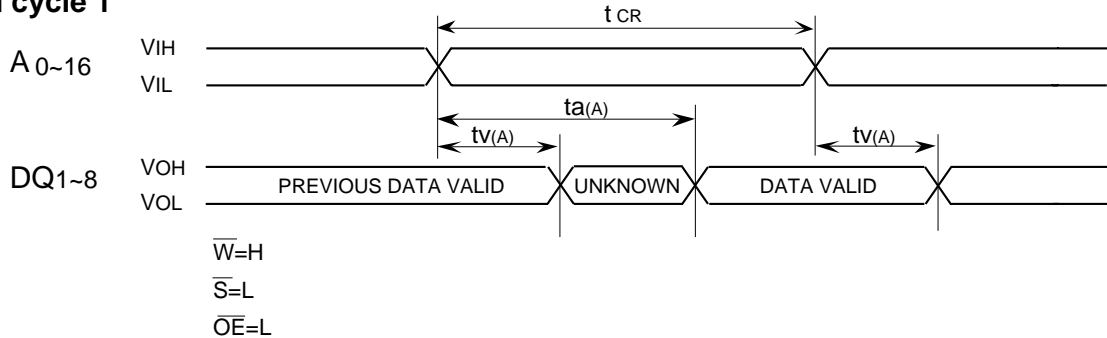 cycle 1
t CR
A 0~16
VIH
VIL
ta(A)
tv(A)
tv(A)
DQ1~8
VOH
VOL
PREVIOUS DATA VALID
UNKNOWN
DATA VALID
W̅=H
S̅=L
O̅E̅=L